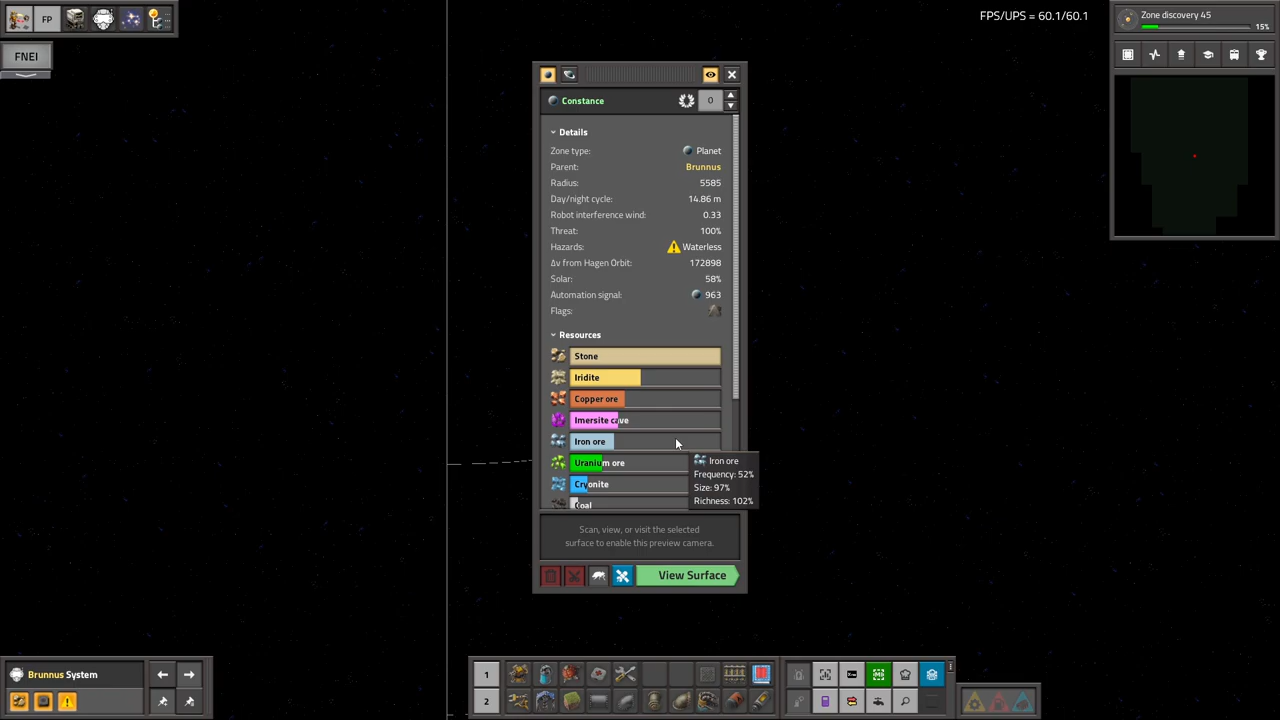 FP
FPS/UPS = 60.1/60.1
Zone discovery 45
15%
FNEI
Constance
0
Details
Zone type: Planet
Parent: Brunnus
Radius: 5585
Day/night cycle: 14.86 m
Robot interference wind: 0.33
Threat: 100%
Hazards: Waterless
Δv from Hagen Orbit: 172898
Solar: 58%
Automation signal: 963
Flags:
Resources
Stone
Iridite
Copper ore
Imersite cave
Iron ore
Uranium ore
Cryonite
Coal
Iron ore
Frequency: 52%
Size: 97%
Richness: 102%
Scan, view, or visit the selected
surface to enable this preview camera.
View Surface
Brunnus System
1
2